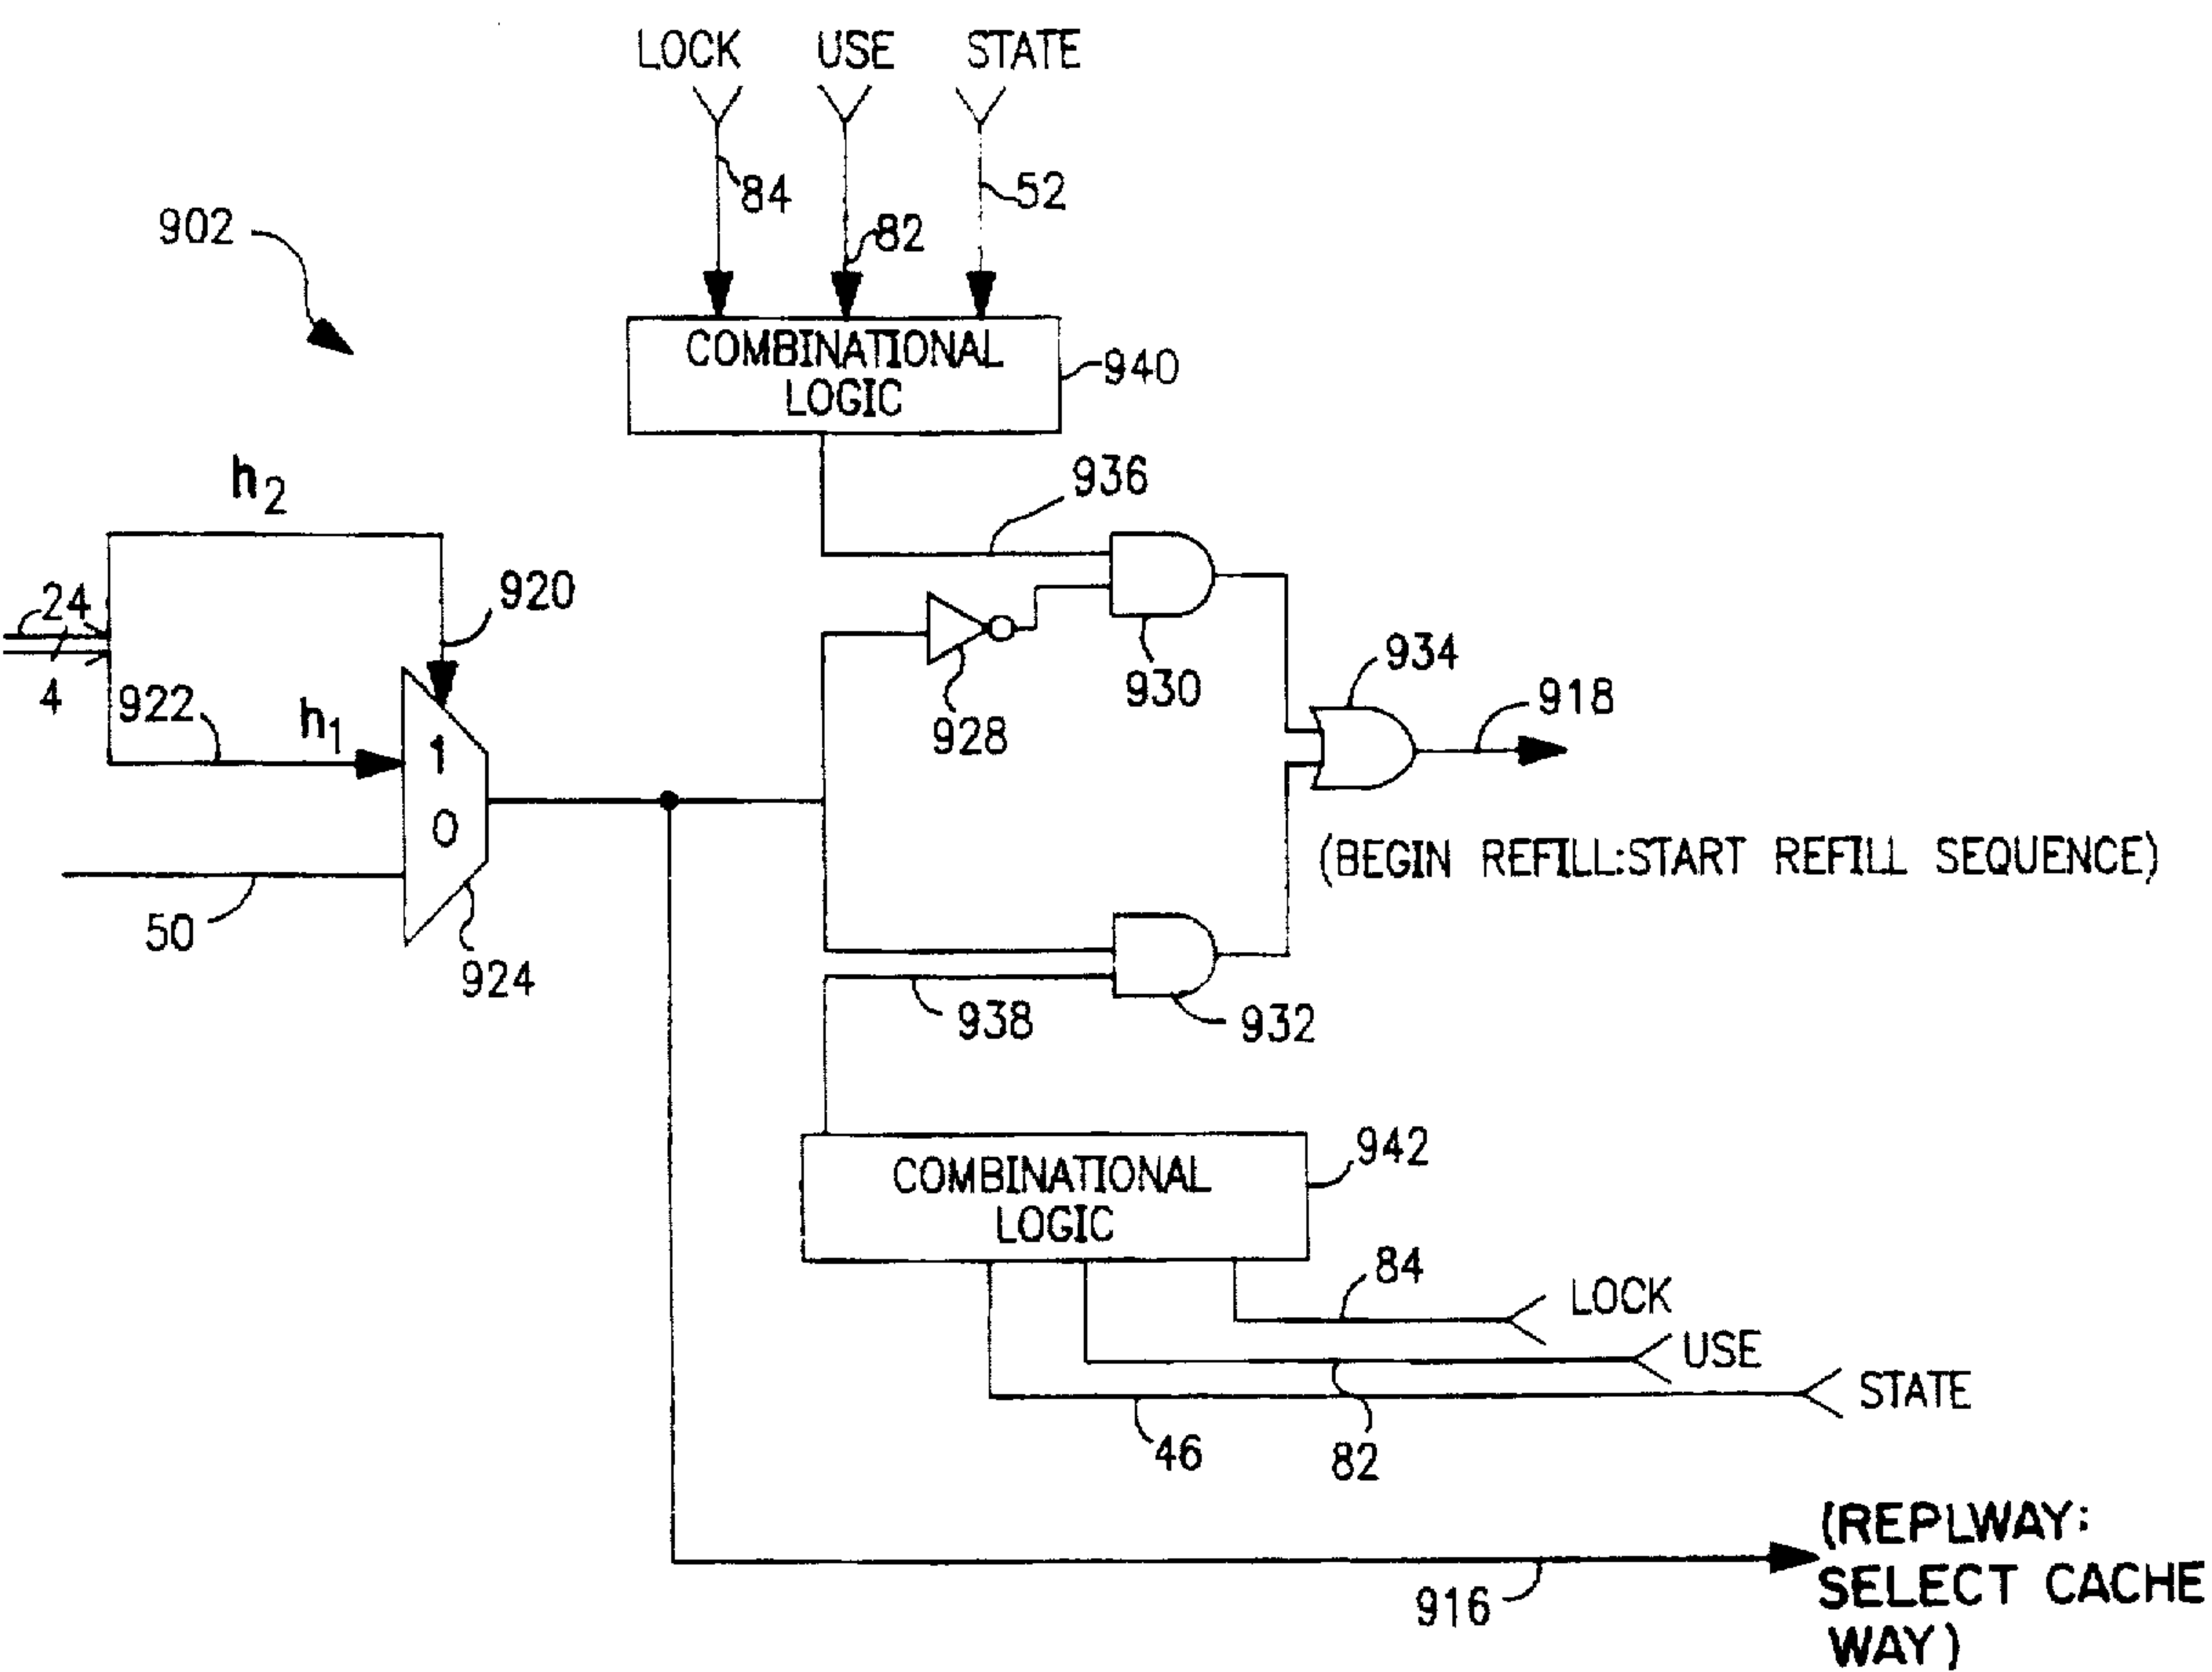 LOCK USE STATE
84
52
82
902
COMBINATIONAL
LOGIC
940
936
h2
24
4
920
922
h1
1
0
50
924
928
930
934
918
(BEGIN REFILL:START REFILL SEQUENCE)
938
932
COMBINATIONAL
LOGIC
942
84
LOCK
USE
STATE
46
82
(REPLWAY:
SELECT CACHE
WAY)
916